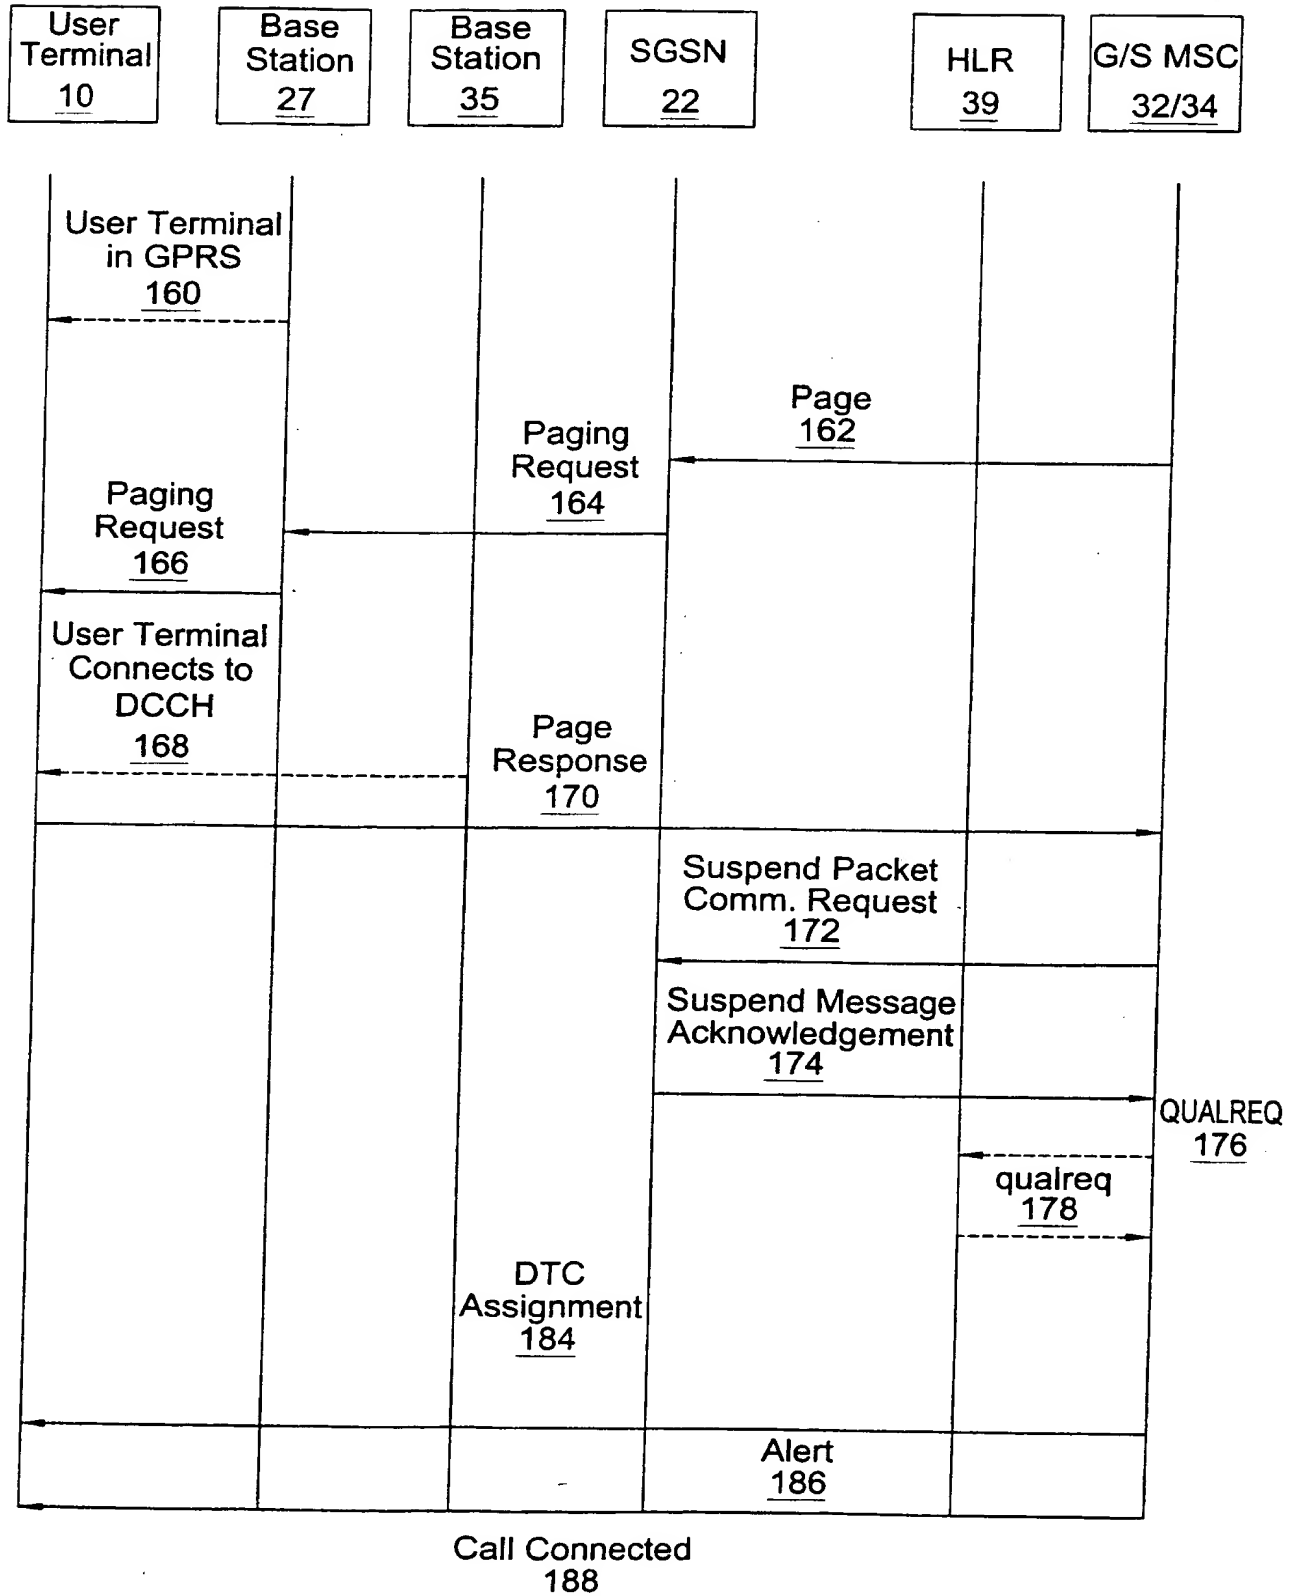 User
Terminal
10
Base
Station
27
Base
Station
35
SGSN
22
HLR
39
G/S MSC
32/34
User Terminal
in GPRS
160
Page
162
Paging
Request
164
Paging
Request
166
User Terminal
Connects to
DCCH
168
Page
Response
170
Suspend Packet
Comm. Request
172
Suspend Message
Acknowledgement
174
QUALREQ
176
qualreq
178
DTC
Assignment
184
Alert
186
Call Connected
188